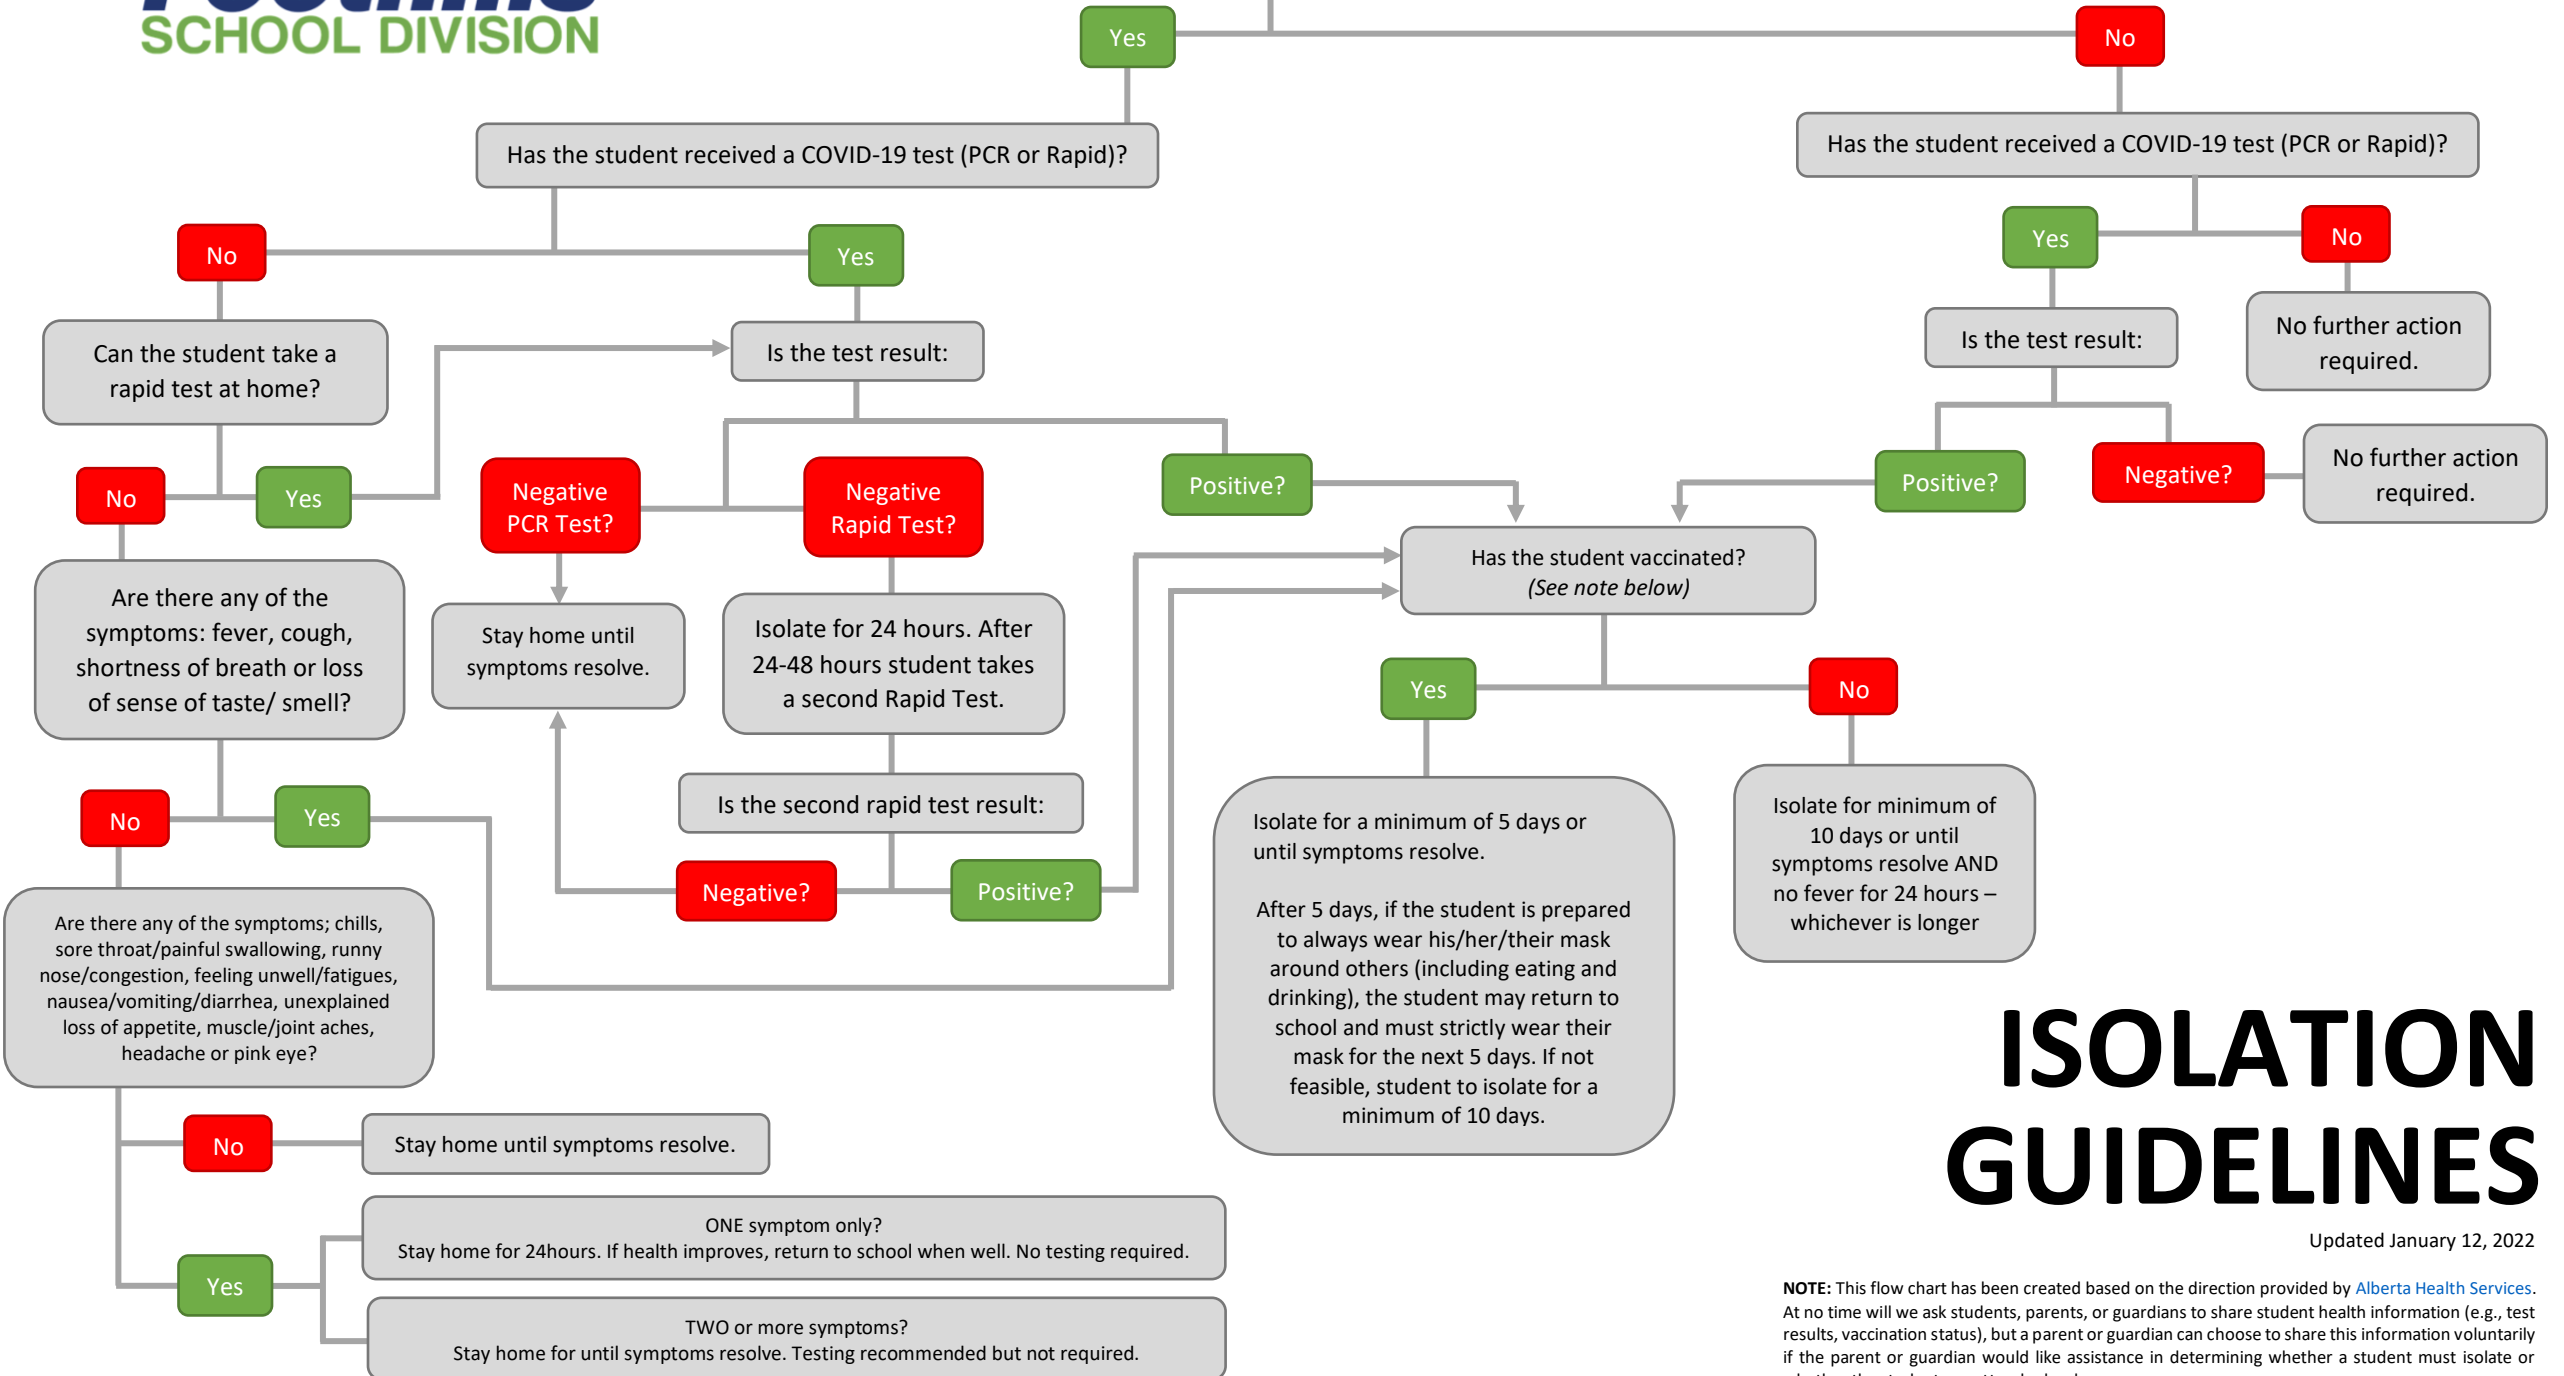 SCHOOL DIVISION
Yes
No
Has the student received a COVID-19 test (PCR or Rapid)?
Has the student received a COVID-19 test (PCR or Rapid)?
No
Yes
Yes
No
Can the student take a
rapid test at home?
Is the test result:
Is the test result:
No further action
required.
No
Yes
Negative
PCR Test?
Negative
Rapid Test?
Positive?
Positive?
Negative?
No further action
required.
Are there any of the
symptoms: fever, cough,
shortness of breath or loss
of sense of taste/ smell?
Stay home until
symptoms resolve.
Isolate for 24 hours. After
24-48 hours student takes
a second Rapid Test.
Has the student vaccinated?
(See note below)
Yes
No
Is the second rapid test result:
No
Yes
Negative?
Positive?
Isolate for a minimum of 5 days or
until symptoms resolve.
After 5 days, if the student is prepared
to always wear his/her/their mask
around others (including eating and
drinking), the student may return to
school and must strictly wear their
mask for the next 5 days. If not
feasible, student to isolate for a
minimum of 10 days.
Isolate for minimum of
10 days or until
symptoms resolve AND
no fever for 24 hours –
whichever is longer
Are there any of the symptoms; chills,
sore throat/painful swallowing, runny
nose/congestion, feeling unwell/fatigues,
nausea/vomiting/diarrhea, unexplained
loss of appetite, muscle/joint aches,
headache or pink eye?
No
Stay home until symptoms resolve.
Yes
ONE symptom only?
Stay home for 24hours. If health improves, return to school when well. No testing required.
TWO or more symptoms?
Stay home for until symptoms resolve. Testing recommended but not required.
ISOLATION
GUIDELINES
Updated January 12, 2022
NOTE: This flow chart has been created based on the direction provided by Alberta Health Services.
At no time will we ask students, parents, or guardians to share student health information (e.g., test
results, vaccination status), but a parent or guardian can choose to share this information voluntarily
if the parent or guardian would like assistance in determining whether a student must isolate or